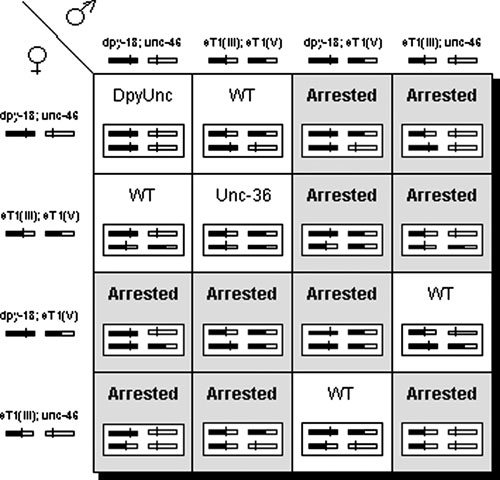 ♂
♀
dpy-18; unc-46 eT1(III); eT1(V) dpy-18; eT1(V) eT1(III); unc-46
dpy-18; unc-46 DpyUnc WT Arrested Arrested
eT1(III); eT1(V) WT Unc-36 Arrested Arrested
dpy-18; eT1(V) Arrested Arrested Arrested WT
eT1(III); unc-46 Arrested Arrested WT Arrested